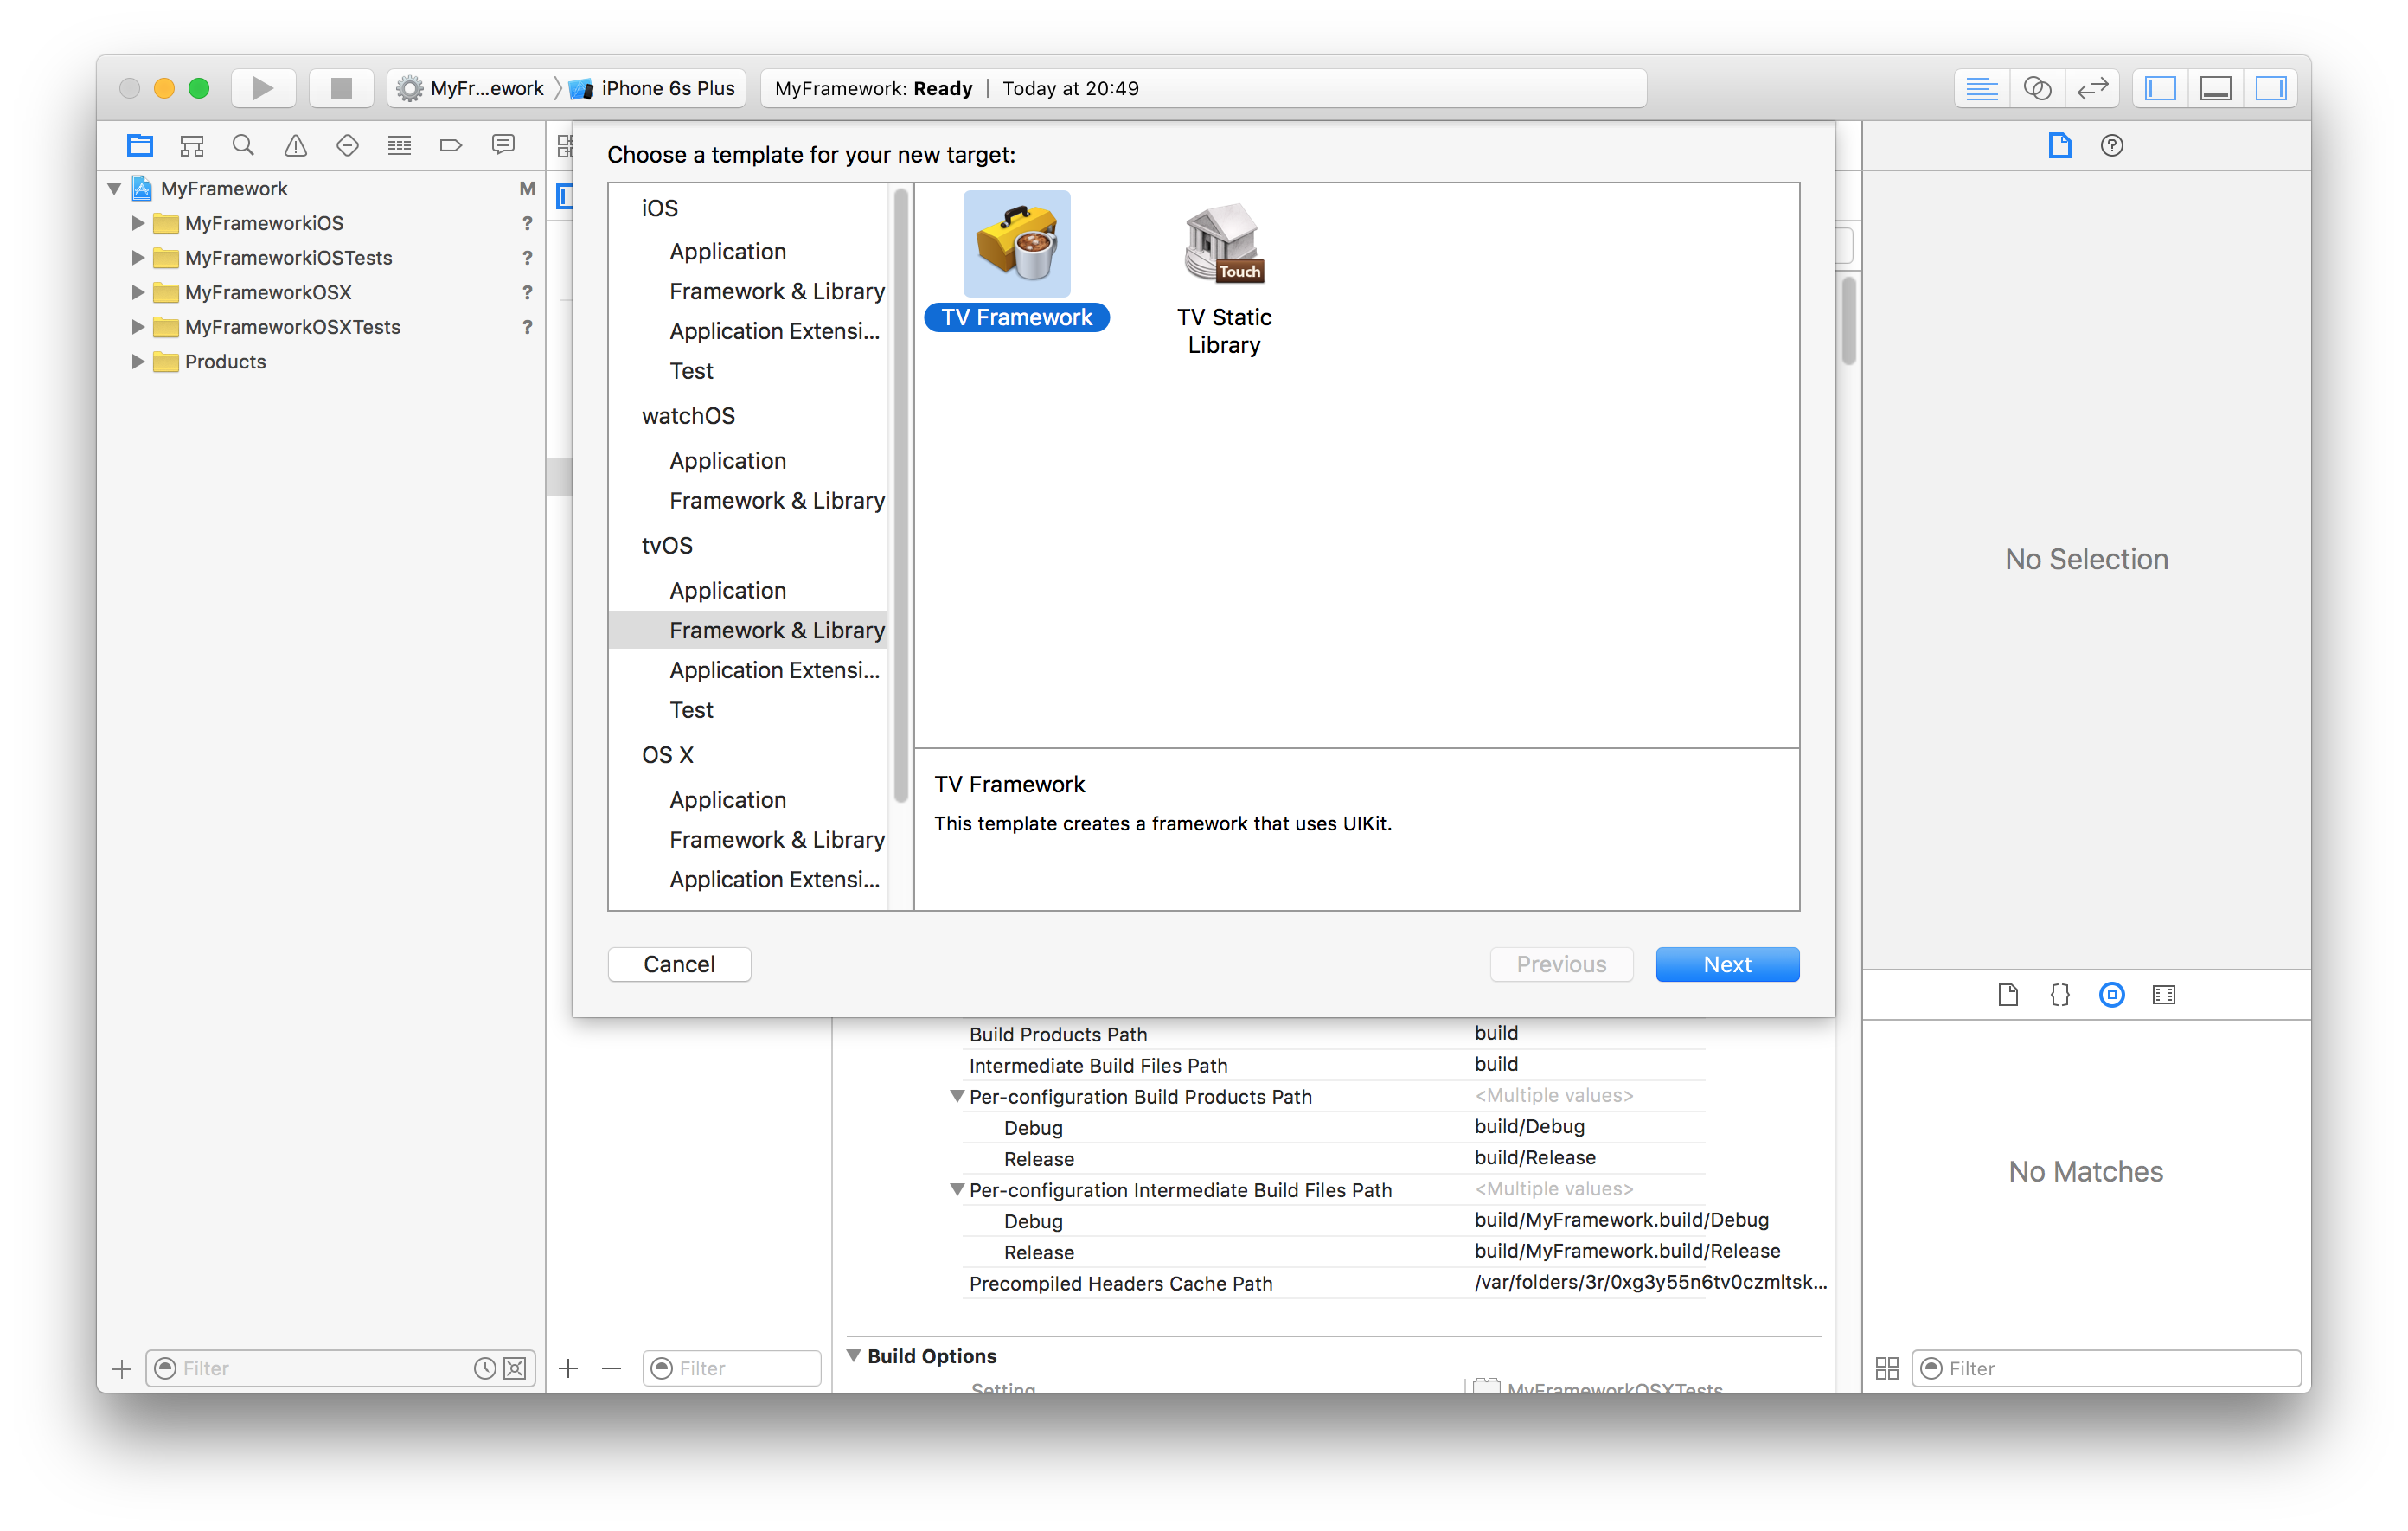 MyFr...ework
iPhone 6s Plus
MyFramework: Ready | Today at 20:49
MyFramework
M
MyFrameworkiOS
?
MyFrameworkiOSTests
?
MyFrameworkOSX
?
MyFrameworkOSXTests
?
Products
Choose a template for your new target:
iOS
Application
Framework & Library
Application Extensi...
Test
watchOS
Application
Framework & Library
tvOS
Application
Framework & Library
Application Extensi...
Test
OS X
Application
Framework & Library
Application Extensi...
TV Framework
Touch
TV Static
Library
TV Framework
This template creates a framework that uses UIKit.
Cancel
Previous
Next
Build Products Path
build
Intermediate Build Files Path
build
Per-configuration Build Products Path
<Multiple values>
Debug
build/Debug
Release
build/Release
Per-configuration Intermediate Build Files Path
<Multiple values>
Debug
build/MyFramework.build/Debug
Release
build/MyFramework.build/Release
Precompiled Headers Cache Path
/var/folders/3r/0xg3y55n6tv0czmltsk...
Build Options
Setting
MyFrameworkOSXTests
No Selection
No Matches
Filter
Filter
Filter